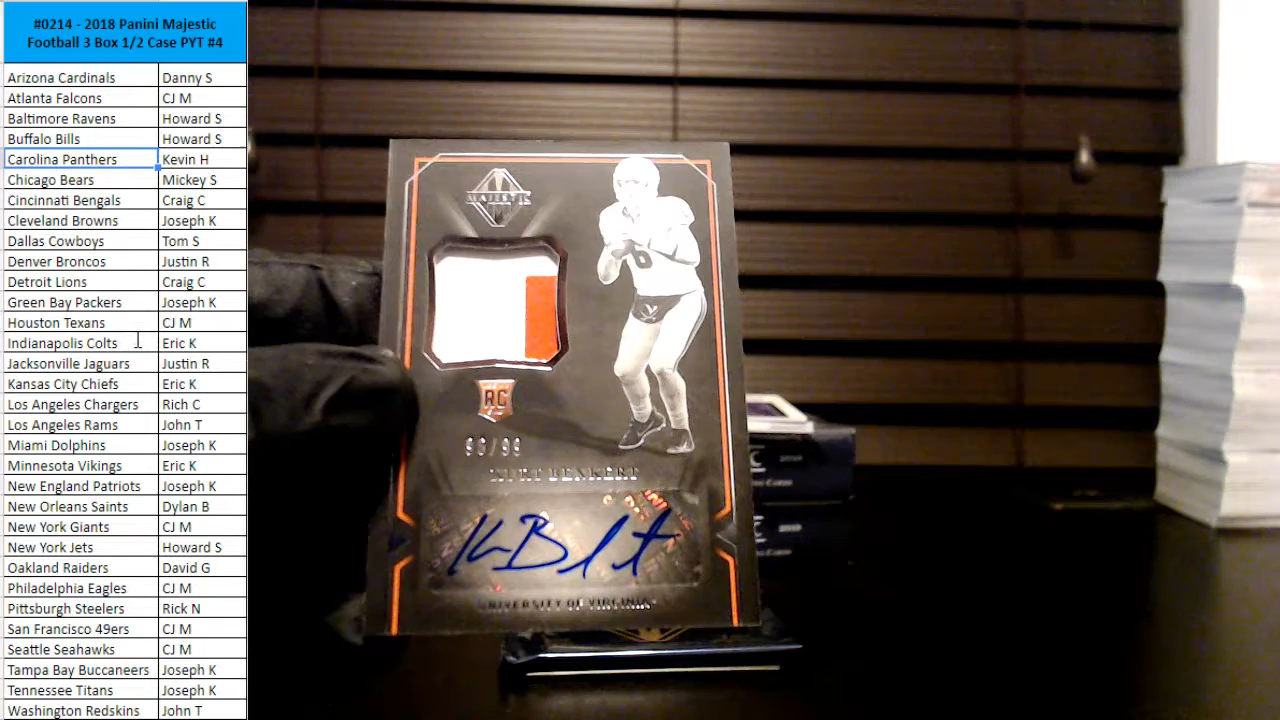 #0214 - 2018 Panini Majestic
Football 3 Box 1/2 Case PYT #4
Arizona Cardinals Danny S
Atlanta Falcons CJ M
Baltimore Ravens Howard S
Buffalo Bills Howard S
Carolina Panthers Kevin H
Chicago Bears Mickey S
Cincinnati Bengals Craig C
Cleveland Browns Joseph K
Dallas Cowboys Tom S
Denver Broncos Justin R
Detroit Lions Craig C
Green Bay Packers Joseph K
Houston Texans CJ M
Indianapolis Colts Eric K
Jacksonville Jaguars Justin R
Kansas City Chiefs Eric K
Los Angeles Chargers Rich C
Los Angeles Rams John T
Miami Dolphins Joseph K
Minnesota Vikings Eric K
New England Patriots Joseph K
New Orleans Saints Dylan B
New York Giants CJ M
New York Jets Howard S
Oakland Raiders David G
Philadelphia Eagles CJ M
Pittsburgh Steelers Rick N
San Francisco 49ers CJ M
Seattle Seahawks CJ M
Tampa Bay Buccaneers Joseph K
Tennessee Titans Joseph K
Washington Redskins John T
MAJESTIC
6
RC
KURT BENKERT
UNIVERSITY OF VIRGINIA